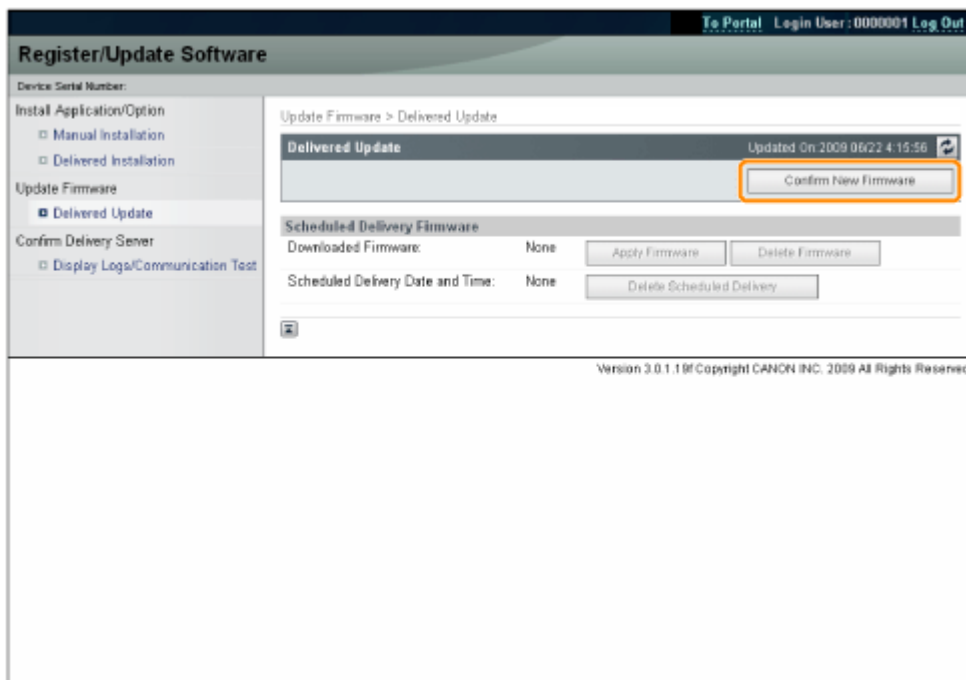 To Portal Login User : 0000001 Log Out
Register/Update Software
Device Serial Number:
Install Application/Option
Manual Installation
Delivered Installation
Update Firmware
Delivered Update
Confirm Delivery Server
Display Logs/Communication Test
Update Firmware > Delivered Update
Delivered Update Updated On 2009 06/22 4:15:56
Confirm New Firmware
Scheduled Delivery Firmware
Downloaded Firmware: None Apply Firmware Delete Firmware
Scheduled Delivery Date and Time: None Delete Scheduled Delivery
Version 3.0.1.19f Copyright CANON INC. 2009 All Rights Reserved